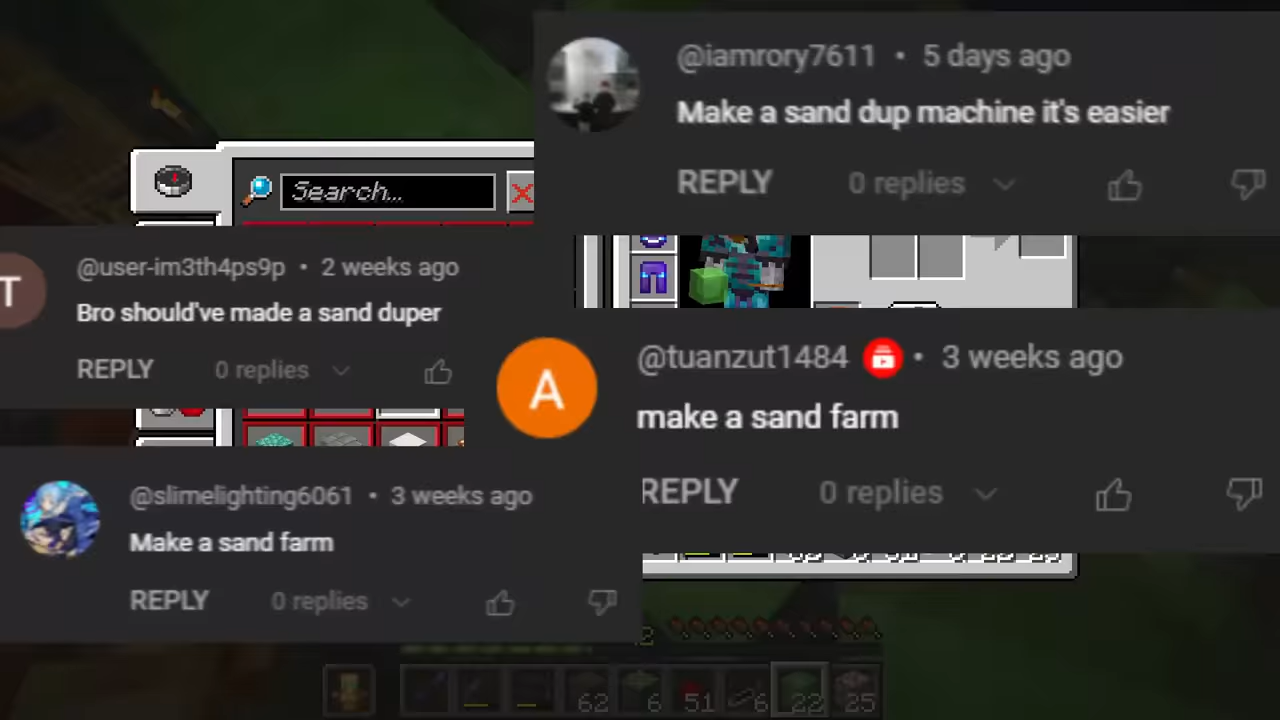 @iamrory7611 • 5 days ago
Make a sand dup machine it's easier
REPLY 0 replies
Search...
@user-im3th4ps9p • 2 weeks ago
T
Bro should've made a sand duper
REPLY 0 replies
@tuanzut1484 • 3 weeks ago
A
make a sand farm
REPLY 0 replies
@slimelighting6061 • 3 weeks ago
Make a sand farm
REPLY 0 replies
62 6 51 6 22 25